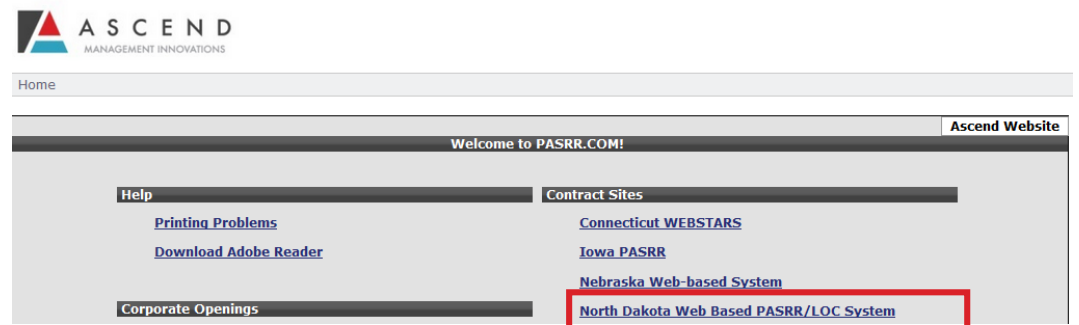 ASCEND
MANAGEMENT INNOVATIONS
Home
Ascend Website
Welcome to PASRR.COM!
Help
Printing Problems
Download Adobe Reader
Corporate Openings
Contract Sites
Connecticut WEBSTARS
Iowa PASRR
Nebraska Web-based System
North Dakota Web Based PASRR/LOC System